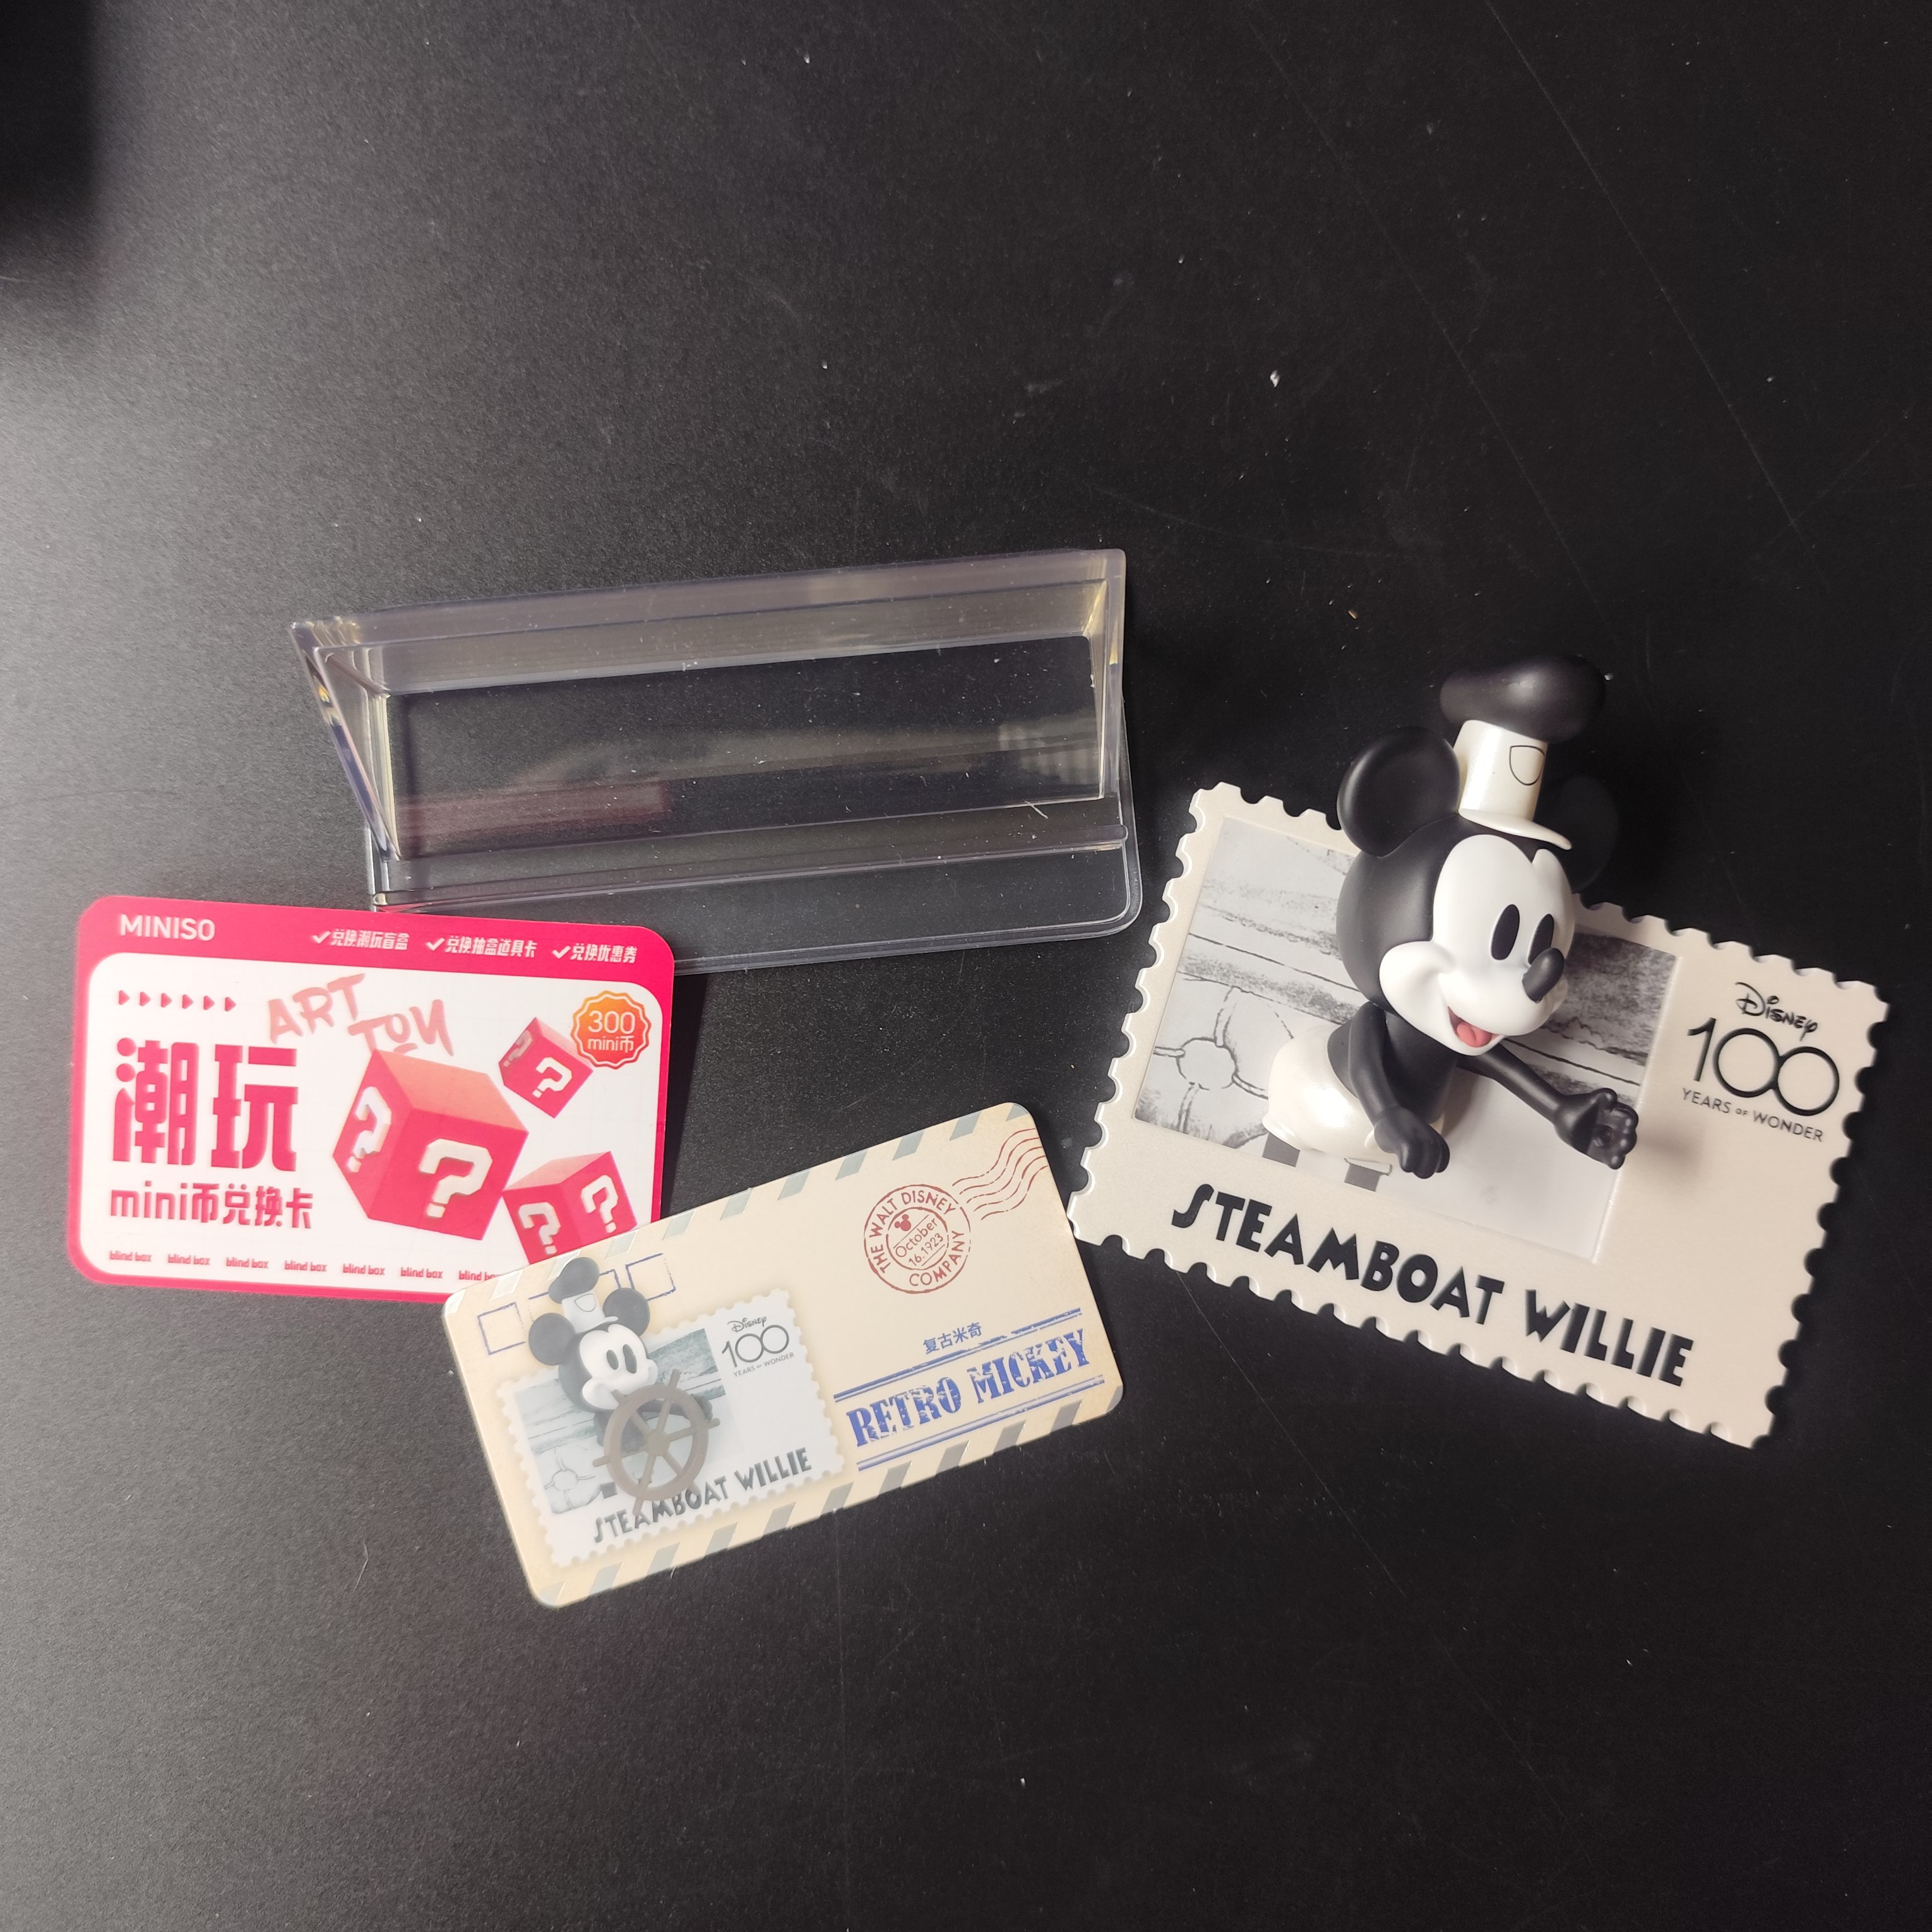 MINISO
✓兑换潮玩盲盒 ✓兑换抽盒道具卡 ✓兑换优惠券
ART
TOY
300
mini币
潮玩
mini币兑换卡
blind box blind box blind box blind box blind box blind box
THE WALT DISNEY
October
16.1923
COMPANY
复古米奇
RETRO MICKEY
Disney
100
YEARS OF WONDER
STEAMBOAT WILLIE
Disney
100
YEARS OF WONDER
STEAMBOAT WILLIE